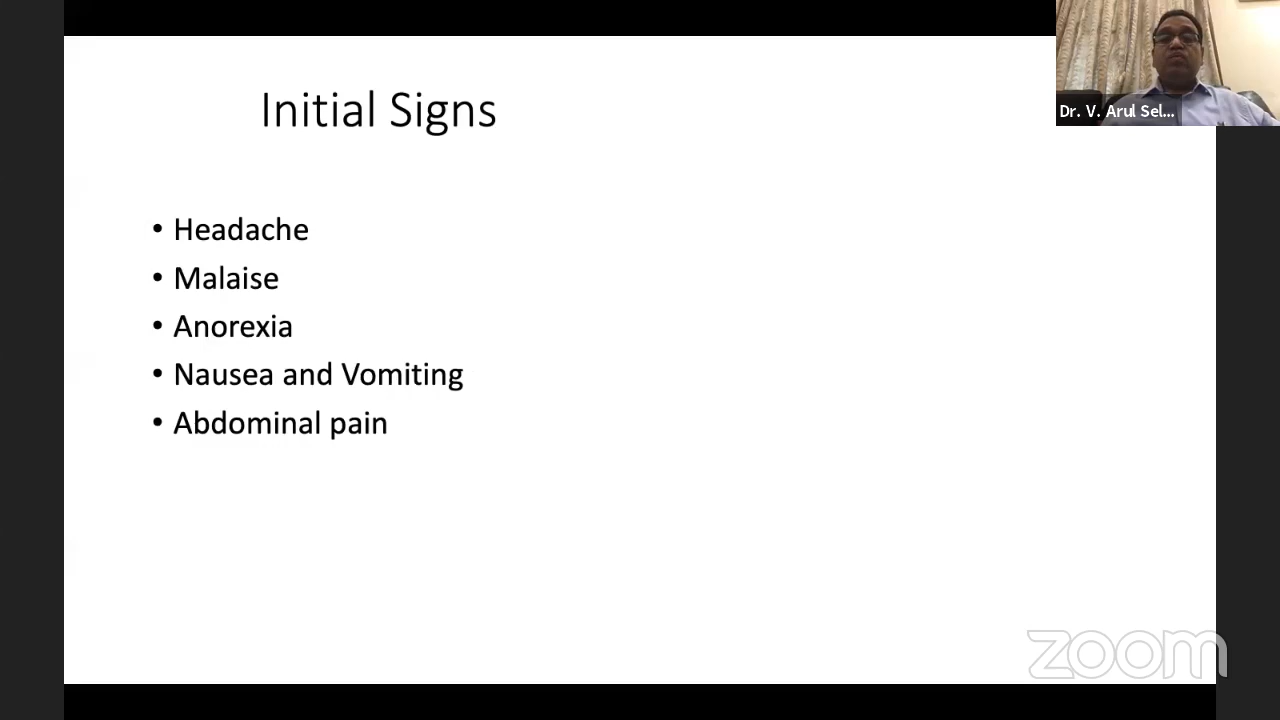 Initial Signs
Dr. V. Arul Sel...
• Headache
• Malaise
• Anorexia
• Nausea and Vomiting
• Abdominal pain
zoom